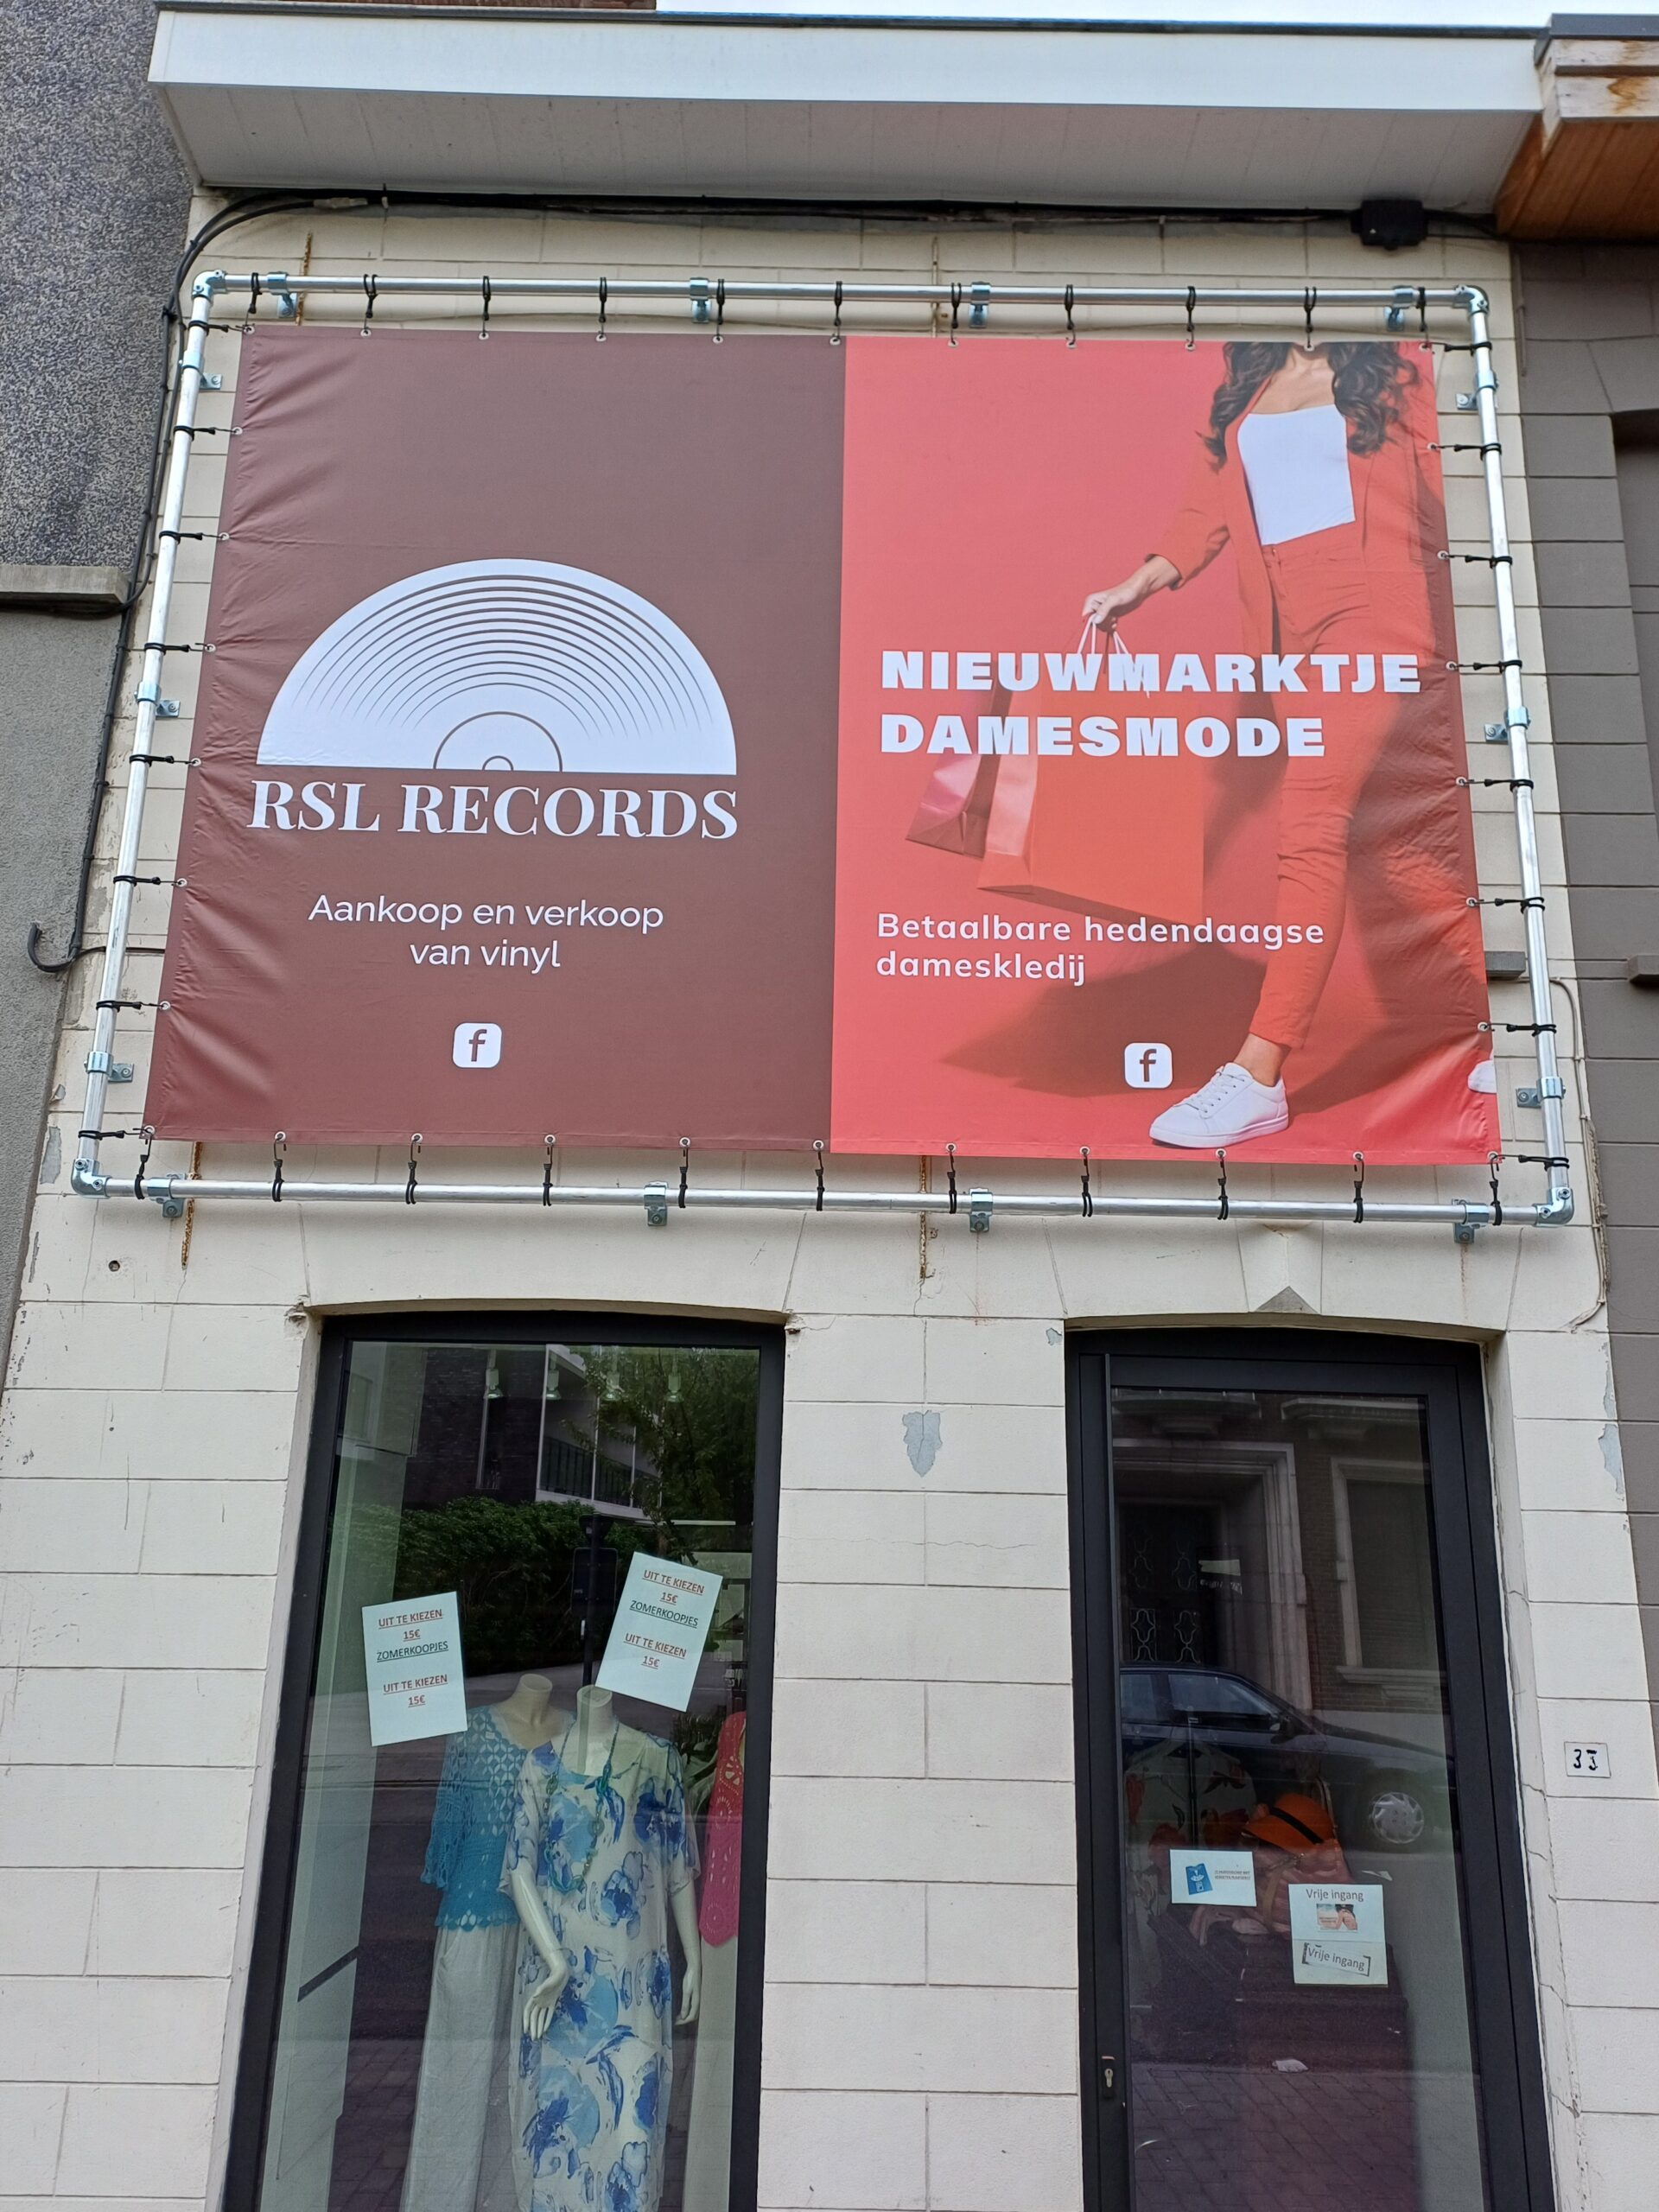 RSL RECORDS
Aankoop en verkoop
van vinyl
f
NIEUWMARKTJE
DAMESMODE
Betaalbare hedendaagse
dameskledij
f
UIT TE KIEZEN
15€
ZOMERKOOPJES
UIT TE KIEZEN
15€
UIT TE KIEZEN
15€
ZOMERKOOPJES
UIT TE KIEZEN
15€
33
Vrije ingang
Vrije ingang